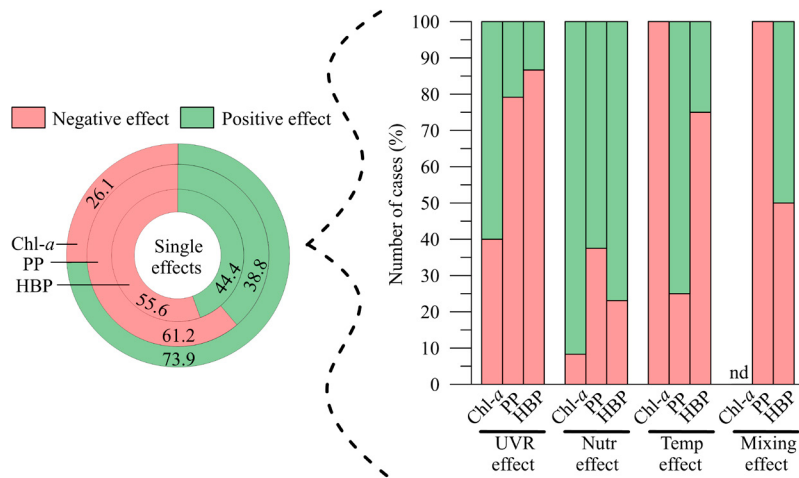 Negative effect
Positive effect
26.1
Chl-a
PP
HBP
Single
effects
44.4
38.8
55.6
61.2
73.9
Number of cases (%)
100
90
80
70
60
50
40
30
20
10
0
nd
Chl-a PP HBP
Chl-a PP HBP
Chl-a PP HBP
Chl-a PP HBP
UVR
effect
Nutr
effect
Temp
effect
Mixing
effect